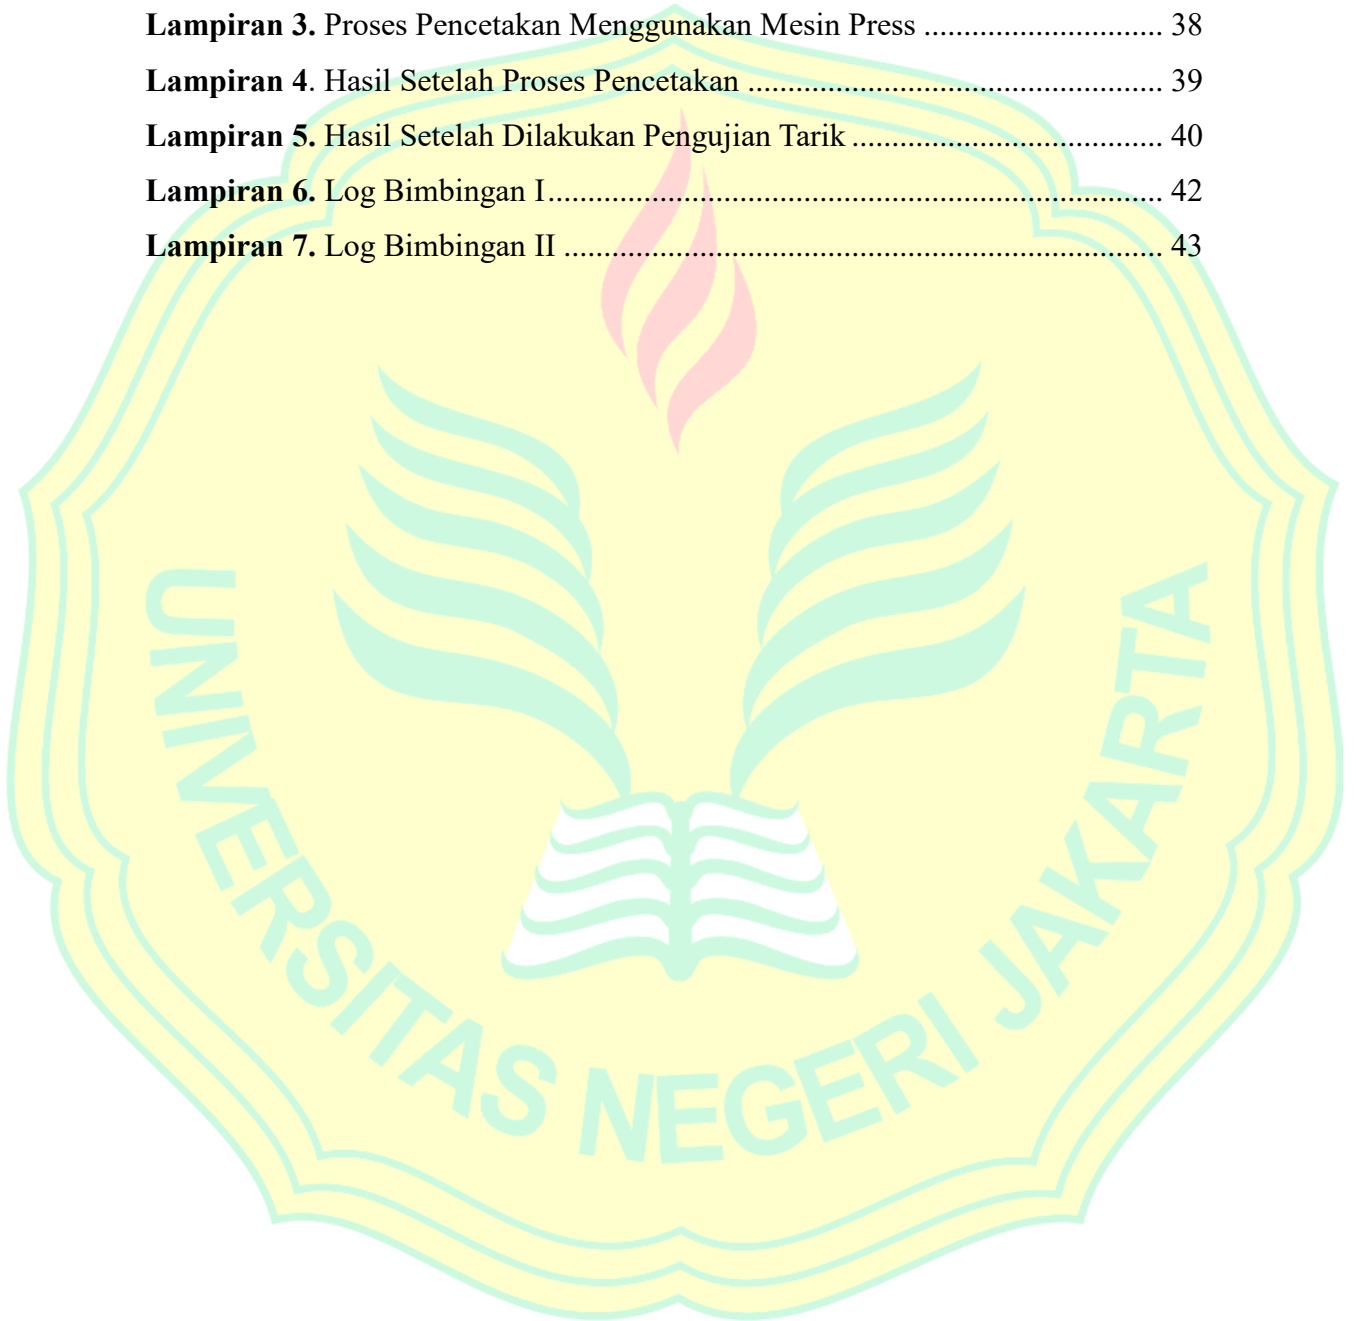 Lampiran 3. Proses Pencetakan Menggunakan Mesin Press .............................. 38
Lampiran 4. Hasil Setelah Proses Pencetakan .................................................... 39
Lampiran 5. Hasil Setelah Dilakukan Pengujian Tarik ....................................... 40
Lampiran 6. Log Bimbingan I............................................................................. 42
Lampiran 7. Log Bimbingan II ........................................................................... 43
UNIVERSITAS NEGERI JAKARTA